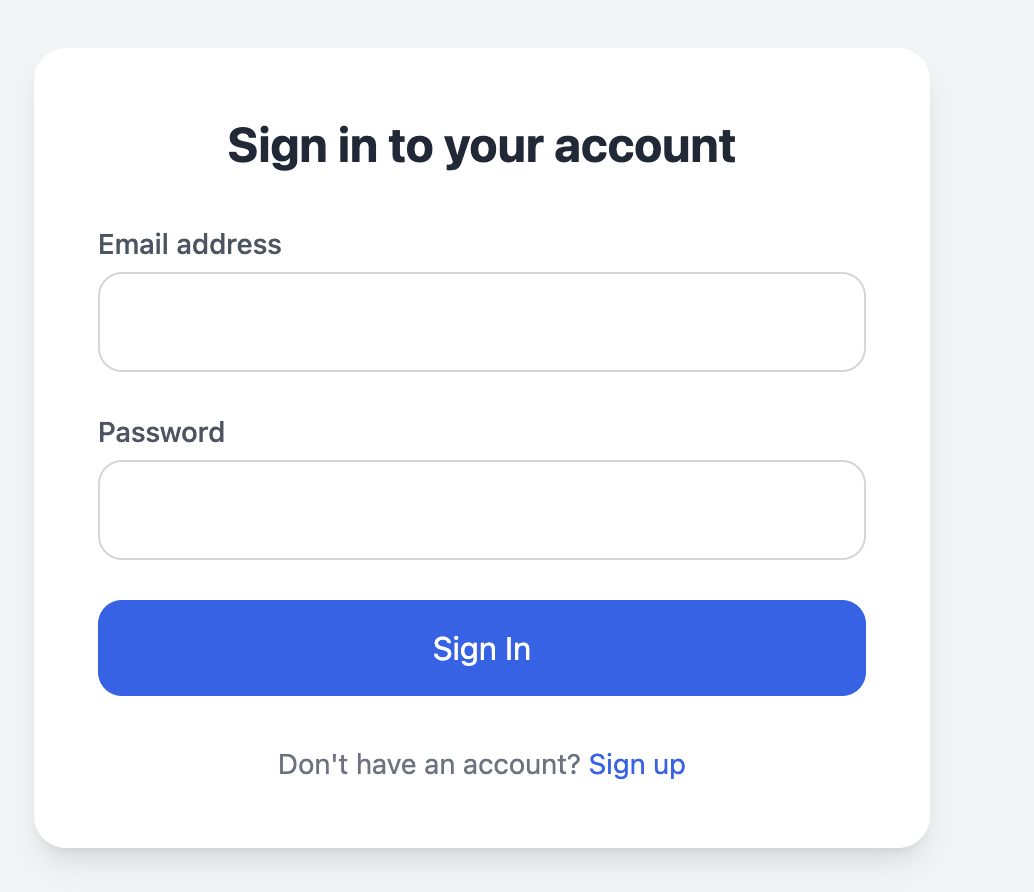 Sign in to your account
Email address
Password
Sign In
Don't have an account? Sign up